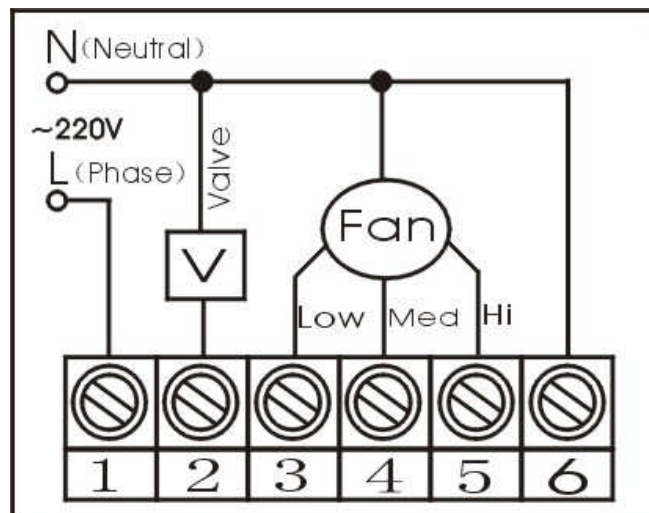 N (Neutral)
~220V
L (Phase)
Valve
V
Fan
Low Med Hi
1 2 3 4 5 6